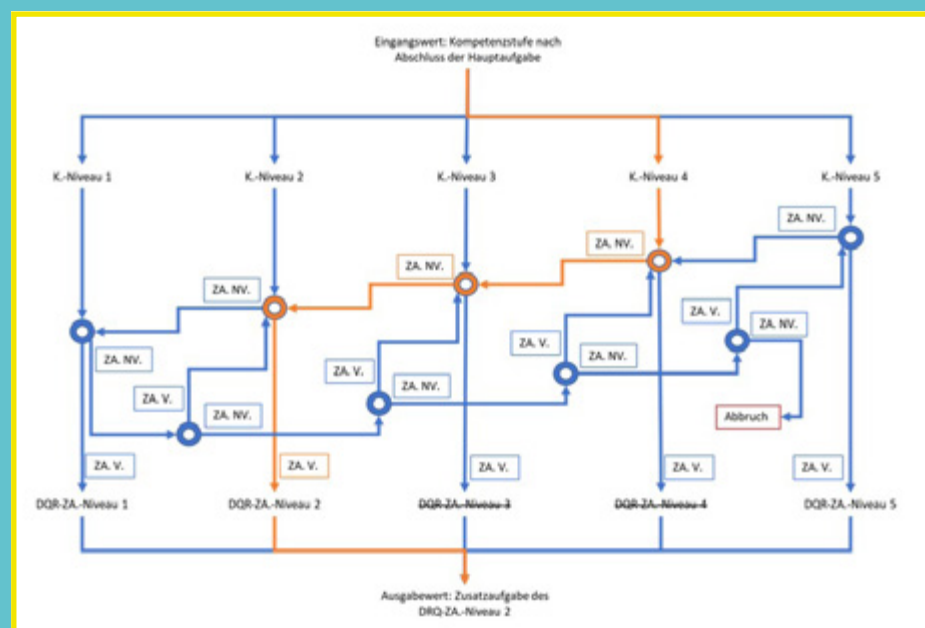 Eingangswert: Kompetenzstufe nach
Abschluss der Hauptaufgabe
K.-Niveau 1
K.-Niveau 2
K.-Niveau 3
K.-Niveau 4
K.-Niveau 5
ZA. NV.
ZA. NV.
ZA. NV.
ZA. NV.
ZA. V.
ZA. NV.
ZA. V.
ZA. NV.
ZA. NV.
ZA. V.
ZA. NV.
ZA. V.
ZA. NV.
Abbruch
ZA. V.
ZA. V.
ZA. V.
ZA. V.
ZA. V.
DQR-ZA.-Niveau 1
DQR-ZA.-Niveau 2
DQR-ZA.-Niveau 3
DQR-ZA.-Niveau 4
DQR-ZA.-Niveau 5
Ausgabewert: Zusatzaufgabe des
DRQ-ZA.-Niveau 2